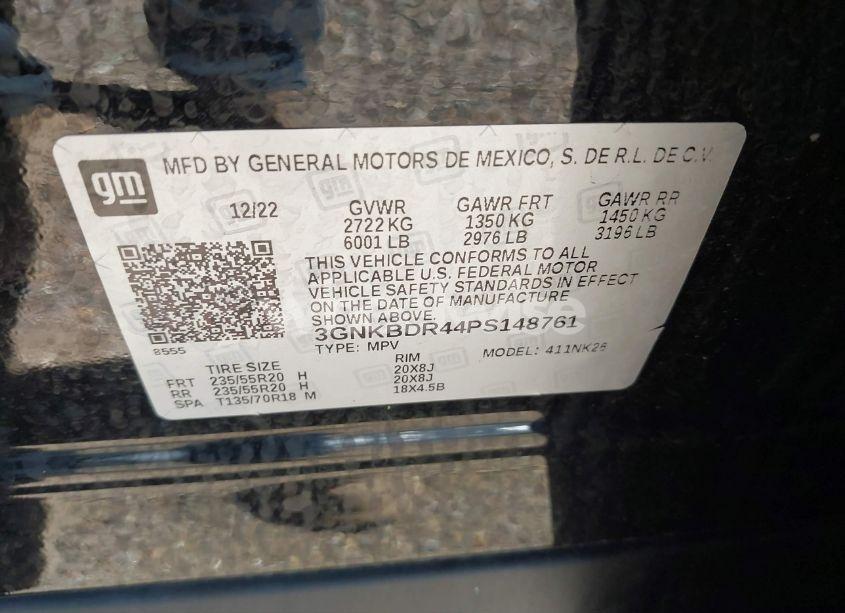 gm
MFD BY GENERAL MOTORS DE MEXICO, S. DE R.L. DE C.V.
12/22 GVWR GAWR FRT GAWR RR
2722 KG 1350 KG 1450 KG
6001 LB 2976 LB 3196 LB
THIS VEHICLE CONFORMS TO ALL
APPLICABLE U.S. FEDERAL MOTOR
VEHICLE SAFETY STANDARDS IN EFFECT
ON THE DATE OF MANUFACTURE
SHOWN ABOVE.
3GNKBDR44PS148761
8555 TYPE: MPV MODEL: 411NK26
TIRE SIZE RIM
FRT 235/55R20 H 20X8J
RR 235/55R20 H 20X8J
SPA T135/70R18 M 18X4.5B